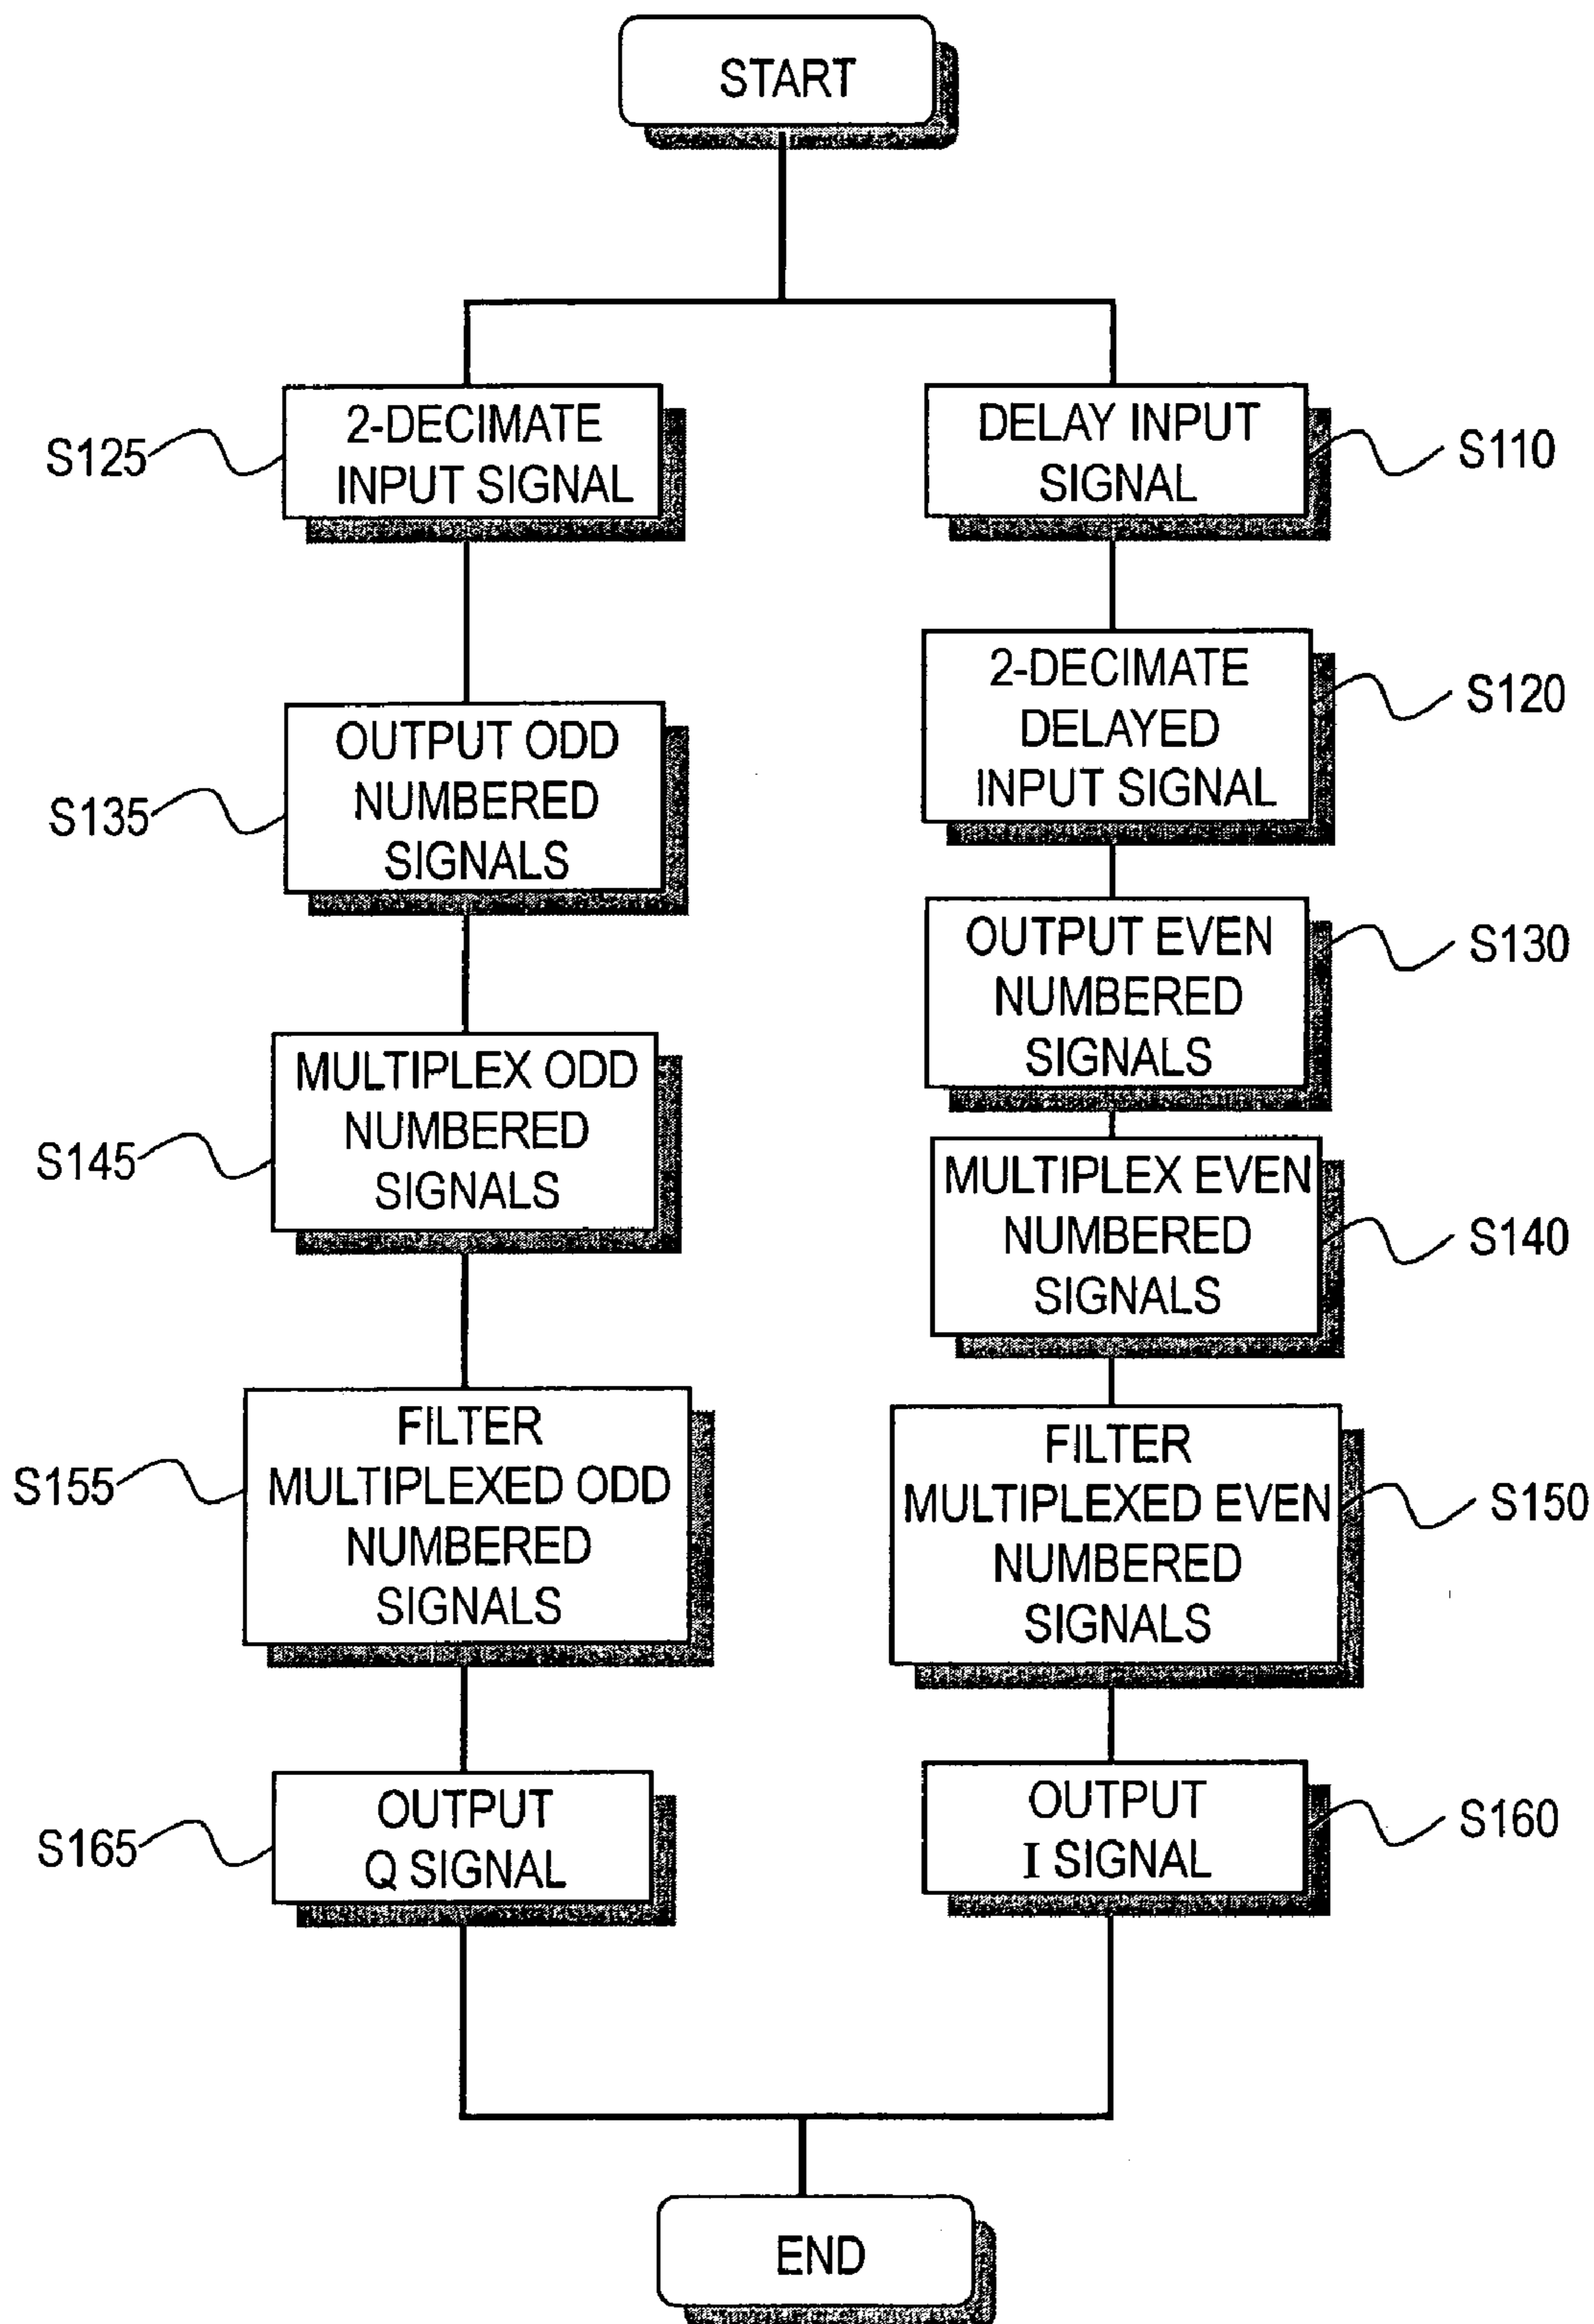 START
S125
2-DECIMATE
INPUT SIGNAL
S135
OUTPUT ODD
NUMBERED
SIGNALS
S145
MULTIPLEX ODD
NUMBERED
SIGNALS
S155
FILTER
MULTIPLEXED ODD
NUMBERED
SIGNALS
S165
OUTPUT
Q SIGNAL
DELAY INPUT
SIGNAL
S110
2-DECIMATE
DELAYED
INPUT SIGNAL
S120
OUTPUT EVEN
NUMBERED
SIGNALS
S130
MULTIPLEX EVEN
NUMBERED
SIGNALS
S140
FILTER
MULTIPLEXED EVEN
NUMBERED
SIGNALS
S150
OUTPUT
I SIGNAL
S160
END